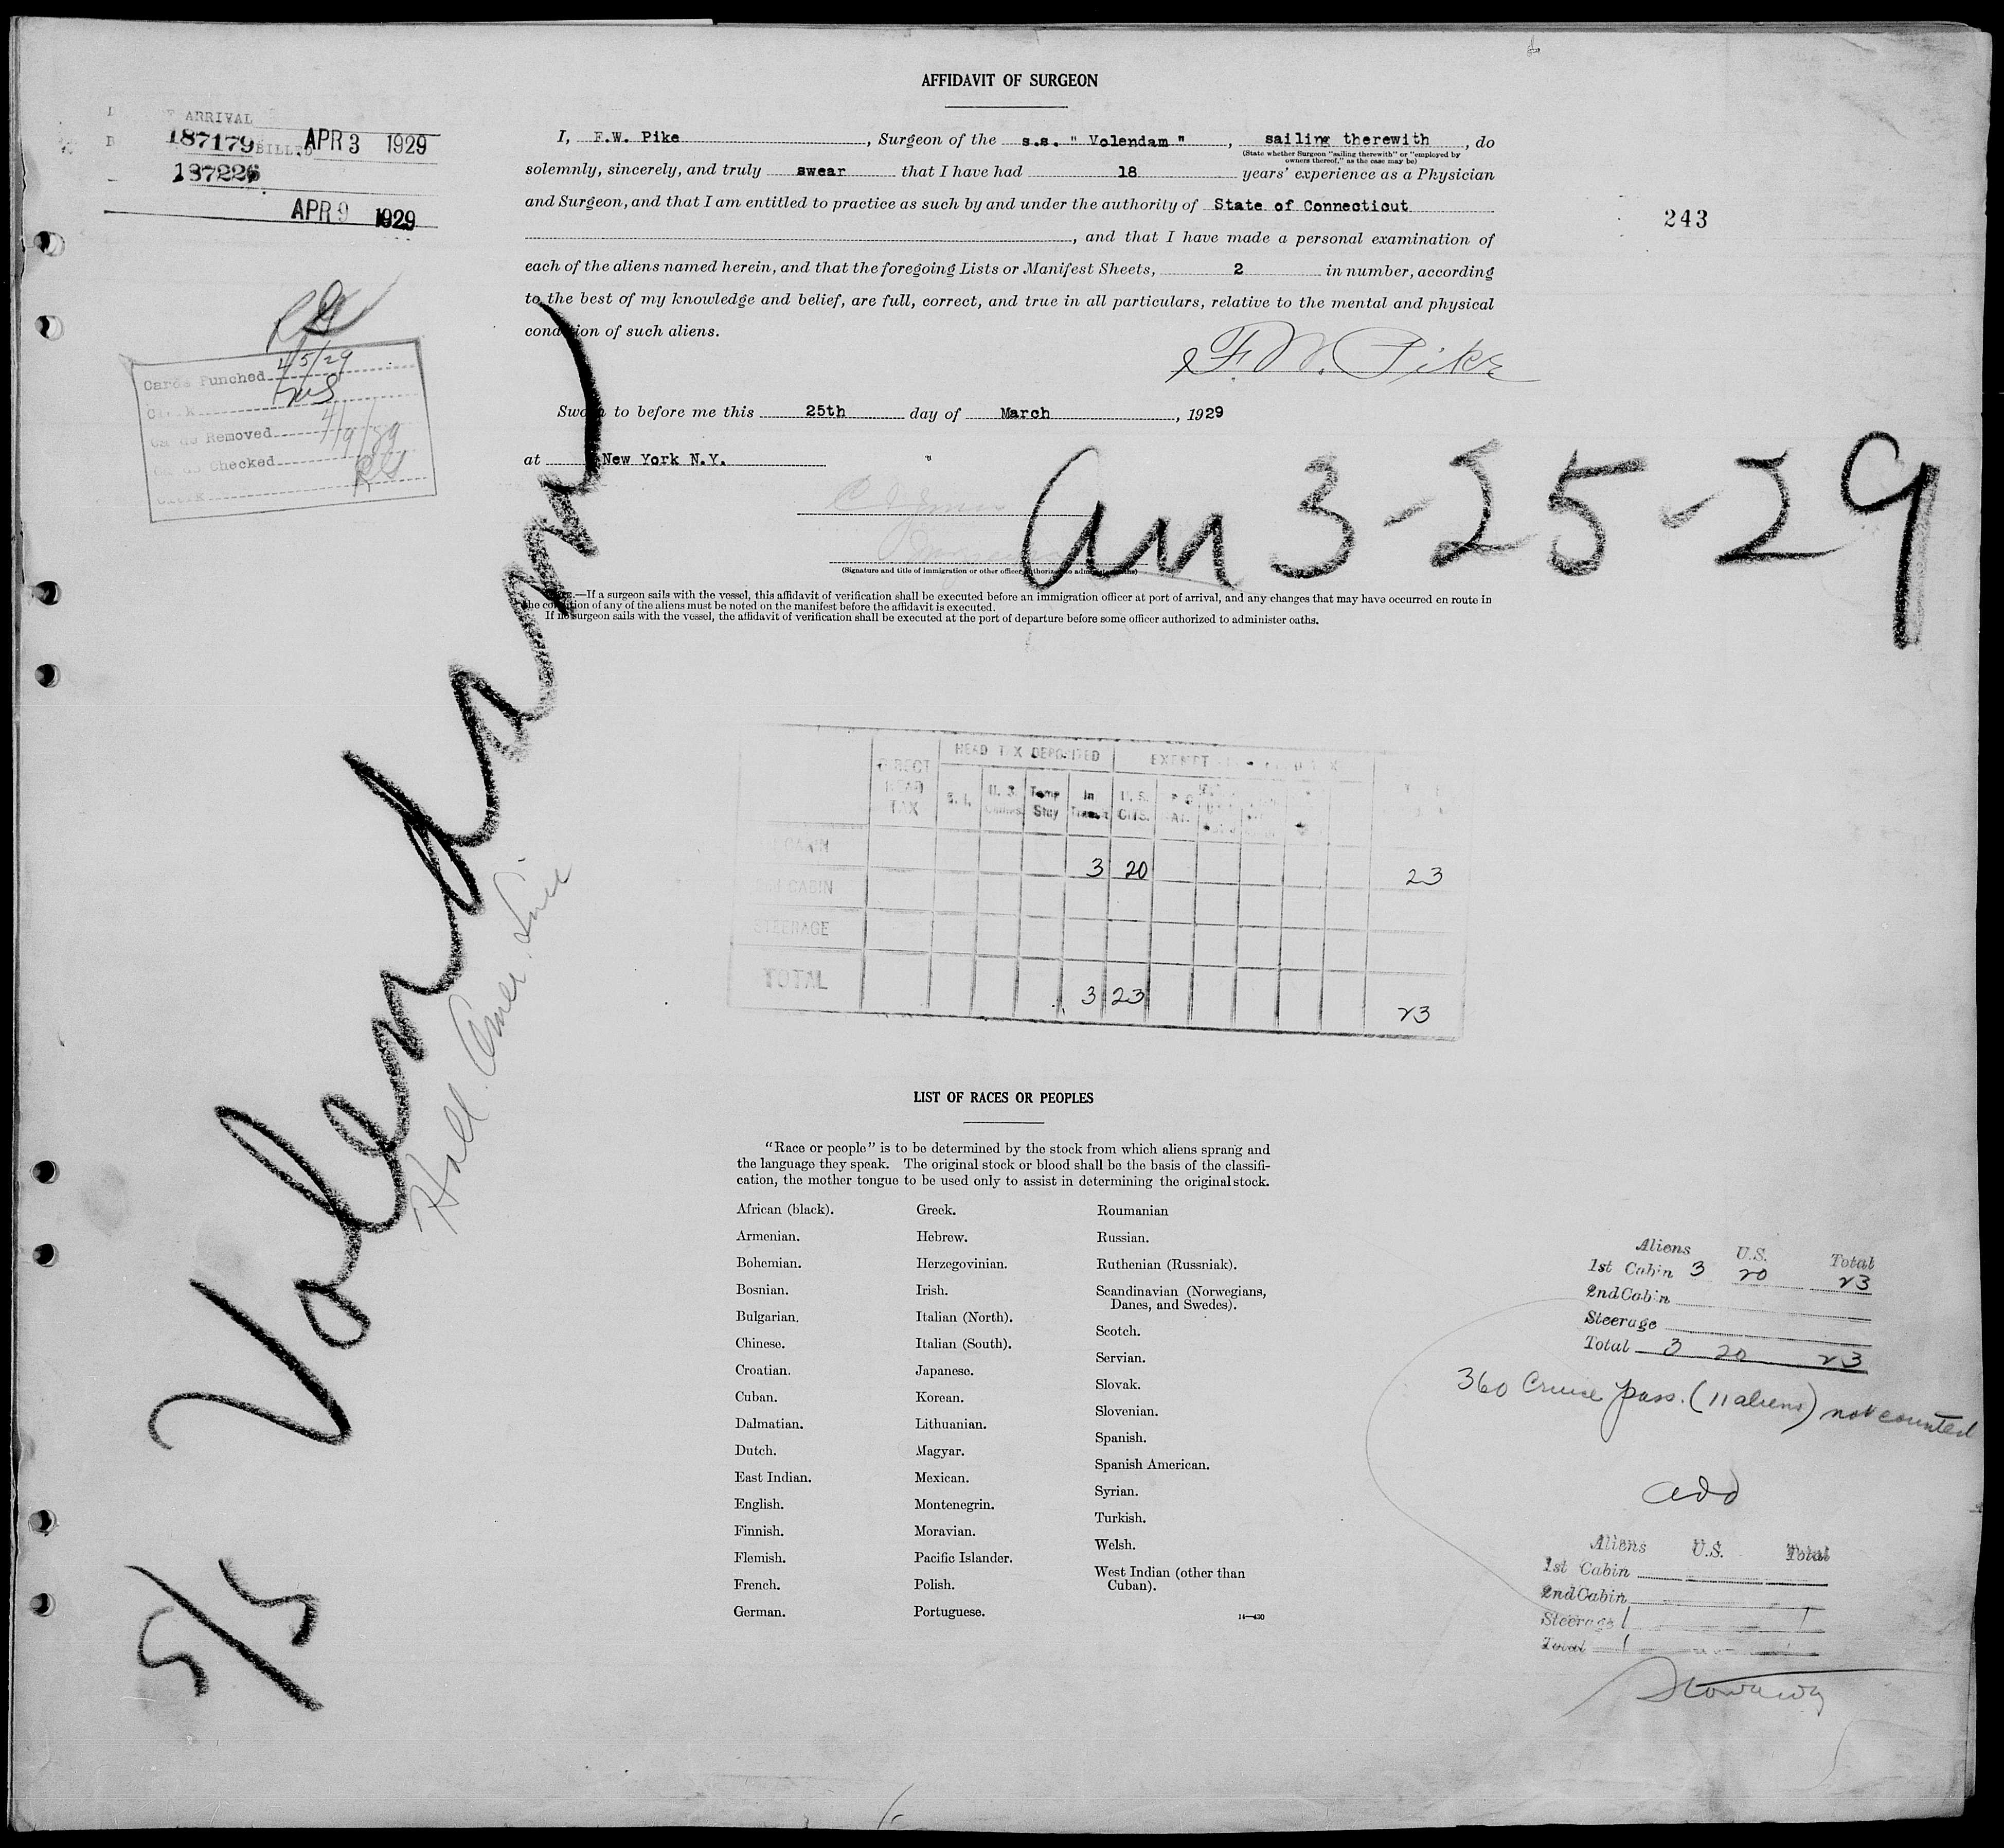 AFFIDAVIT OF SURGEON
ARRIVAL
187179 BILLED APR 3 1929
187226
APR 9 1929
I, F.W. Pike, Surgeon of the s.s. " Volendam ", sailing therewith, do
(State whether Surgeon "sailing therewith" or "employed by owners thereof," as the case may be)
solemnly, sincerely, and truly swear that I have had 18 years' experience as a Physician
and Surgeon, and that I am entitled to practice as such by and under the authority of State of Connecticut
, and that I have made a personal examination of
each of the aliens named herein, and that the foregoing Lists or Manifest Sheets, 2 in number, according
to the best of my knowledge and belief, are full, correct, and true in all particulars, relative to the mental and physical
condition of such aliens.
243
F. W. Pike
Sworn to before me this 25th day of March, 1929
at New York N.Y.
(Signature and title of immigration or other officer authorized to administer oaths)
NOTE.—If a surgeon sails with the vessel, this affidavit of verification shall be executed before an immigration officer at port of arrival, and any changes that may have occurred en route in
the condition of any of the aliens must be noted on the manifest before the affidavit is executed.
If no surgeon sails with the vessel, the affidavit of verification shall be executed at the port of departure before some officer authorized to administer oaths.
Cards Punched 4/5/29
Clerk
Cards Removed 4/9/29
Cards Checked
Clerk
3-25-29
Volendam
Holl. Amer. Line
5/5
HEAD TAX DEPOSITED EXEMPT
DIRECT HEAD TAX S. I. Temp Stay In Transit U.S. CITS.
CABIN 3 20 23
CABIN
STEERAGE
TOTAL 3 23 23
LIST OF RACES OR PEOPLES
"Race or people" is to be determined by the stock from which aliens sprang and
the language they speak. The original stock or blood shall be the basis of the classifi-
cation, the mother tongue to be used only to assist in determining the original stock.
African (black).
Armenian.
Bohemian.
Bosnian.
Bulgarian.
Chinese.
Croatian.
Cuban.
Dalmatian.
Dutch.
East Indian.
English.
Finnish.
Flemish.
French.
German.
Greek.
Hebrew.
Herzegovinian.
Irish.
Italian (North).
Italian (South).
Japanese.
Korean.
Lithuanian.
Magyar.
Mexican.
Montenegrin.
Moravian.
Pacific Islander.
Polish.
Portuguese.
Roumanian
Russian.
Ruthenian (Russniak).
Scandinavian (Norwegians,
Danes, and Swedes).
Scotch.
Servian.
Slovak.
Slovenian.
Spanish.
Spanish American.
Syrian.
Turkish.
Welsh.
West Indian (other than
Cuban).
14—430
Aliens U.S. Total
1st Cabin 3 20 23
2nd Cabin
Steerage
Total 3 20 23
360 Cruise pass. (11 aliens) not counted
add
Aliens U.S. Total
1st Cabin
2nd Cabin
Steerage 1 1
Total 1 1
Stowaway